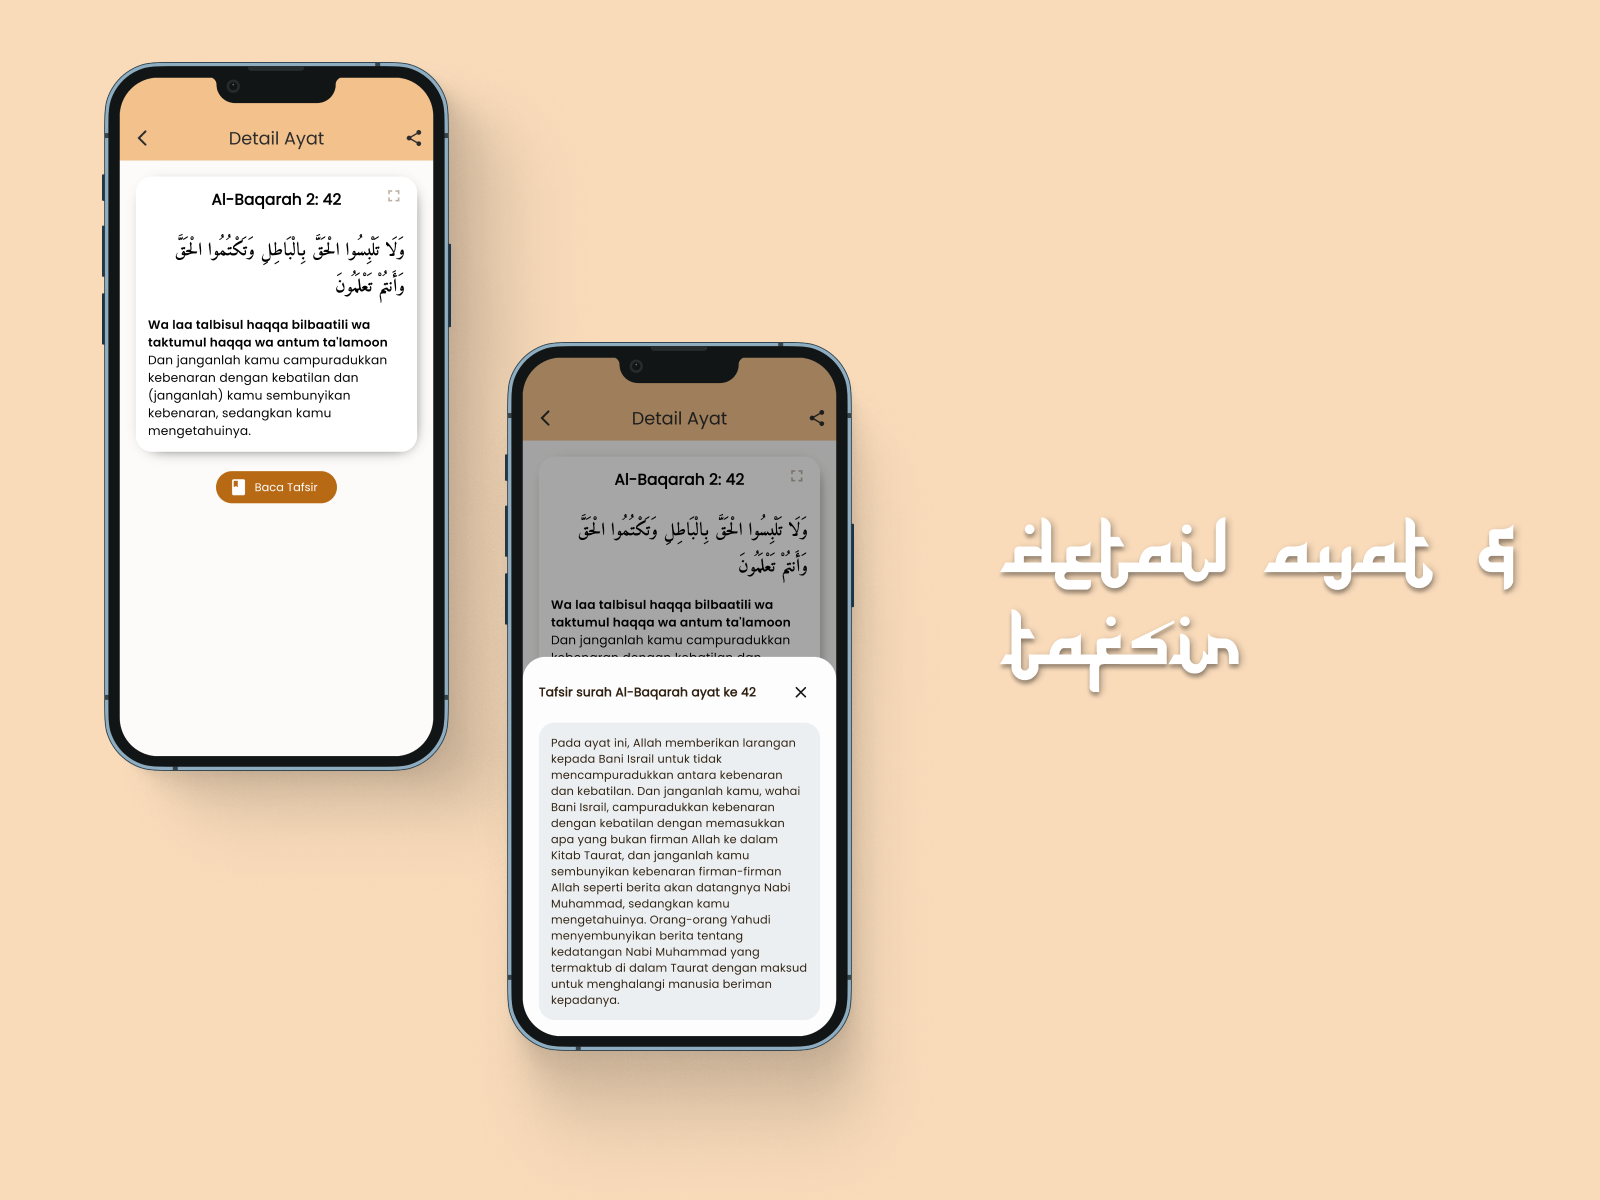 Detail Ayat
Al-Baqarah 2: 42
وَلَا تَلْبِسُوا الْحَقَّ بِالْبَاطِلِ وَتَكْتُمُوا الْحَقَّ
وَأَنتُمْ تَعْلَمُونَ
Wa laa talbisul haqqa bilbaatili wa
taktumul haqqa wa antum ta'lamoon
Dan janganlah kamu campuradukkan
kebenaran dengan kebatilan dan
(janganlah) kamu sembunyikan
kebenaran, sedangkan kamu
mengetahuinya.
Baca Tafsir
Detail Ayat
Al-Baqarah 2: 42
وَلَا تَلْبِسُوا الْحَقَّ بِالْبَاطِلِ وَتَكْتُمُوا الْحَقَّ
وَأَنتُمْ تَعْلَمُونَ
Wa laa talbisul haqqa bilbaatili wa
taktumul haqqa wa antum ta'lamoon
Dan janganlah kamu campuradukkan
kebenaran dengan kebatilan dan
Tafsir surah Al-Baqarah ayat ke 42
Pada ayat ini, Allah memberikan larangan
kepada Bani Israil untuk tidak
mencampuradukkan antara kebenaran
dan kebatilan. Dan janganlah kamu, wahai
Bani Israil, campuradukkan kebenaran
dengan kebatilan dengan memasukkan
apa yang bukan firman Allah ke dalam
Kitab Taurat, dan janganlah kamu
sembunyikan kebenaran firman-firman
Allah seperti berita akan datangnya Nabi
Muhammad, sedangkan kamu
mengetahuinya. Orang-orang Yahudi
menyembunyikan berita tentang
kedatangan Nabi Muhammad yang
termaktub di dalam Taurat dengan maksud
untuk menghalangi manusia beriman
kepadanya.
detail ayat &
tafsir